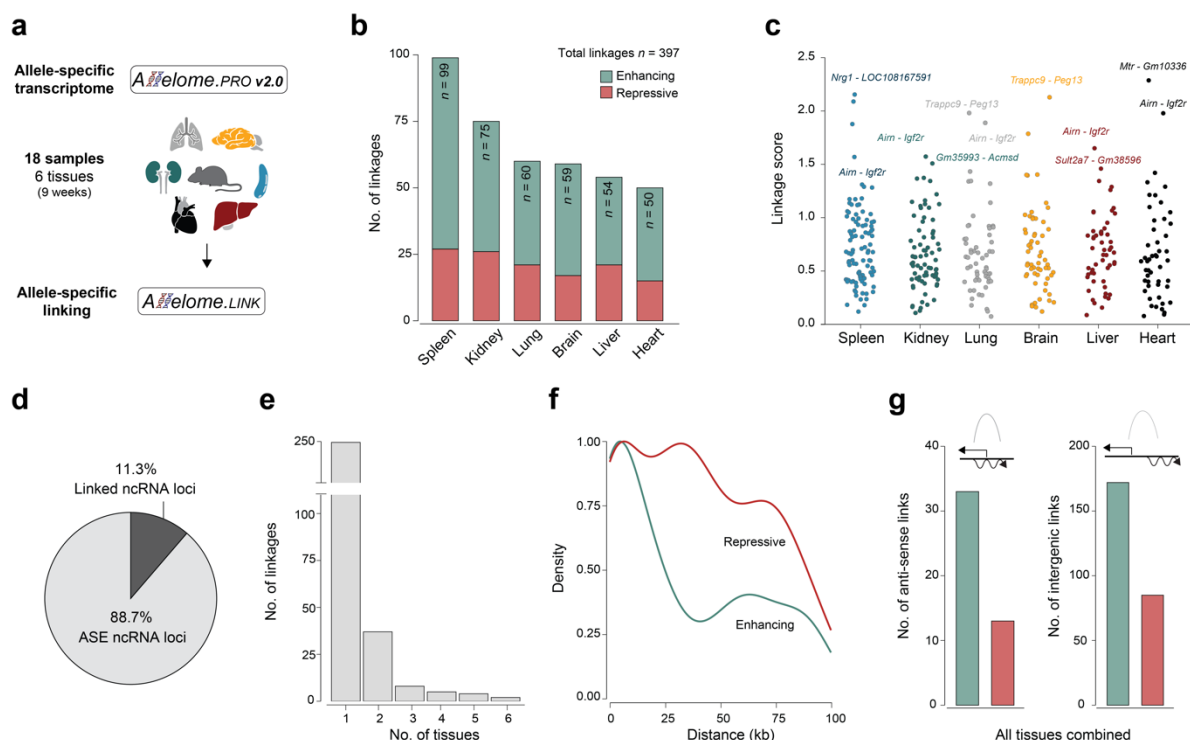 a
Allele-specific
transcriptome
Allelome.PRO v2.0
18 samples
6 tissues
(9 weeks)
Allele-specific
linking
Allelome.LINK
b
Total linkages n = 397
Enhancing
Repressive
No. of linkages
100
75
50
25
0
n = 99
n = 75
n = 60
n = 59
n = 54
n = 50
Spleen
Kidney
Lung
Brain
Liver
Heart
c
Linkage score
2.5
2.0
1.5
1.0
0.5
0.0
Nrg1 - LOC108167591
Airn - Igf2r
Airn - Igf2r
Gm35993 - Acmsd
Trappc9 - Peg13
Airn - Igf2r
Trappc9 - Peg13
Airn - Igf2r
Sult2a7 - Gm38596
Mtr - Gm10336
Airn - Igf2r
Spleen
Kidney
Lung
Brain
Liver
Heart
d
11.3%
Linked ncRNA loci
88.7%
ASE ncRNA loci
e
No. of linkages
250
100
75
50
25
0
1 2 3 4 5 6
No. of tissues
f
Density
1.00
0.75
0.50
0.25
0.00
Repressive
Enhancing
0 25 50 75 100
Distance (kb)
g
No. of anti-sense links
40
30
20
10
0
No. of intergenic links
200
150
100
50
0
All tissues combined